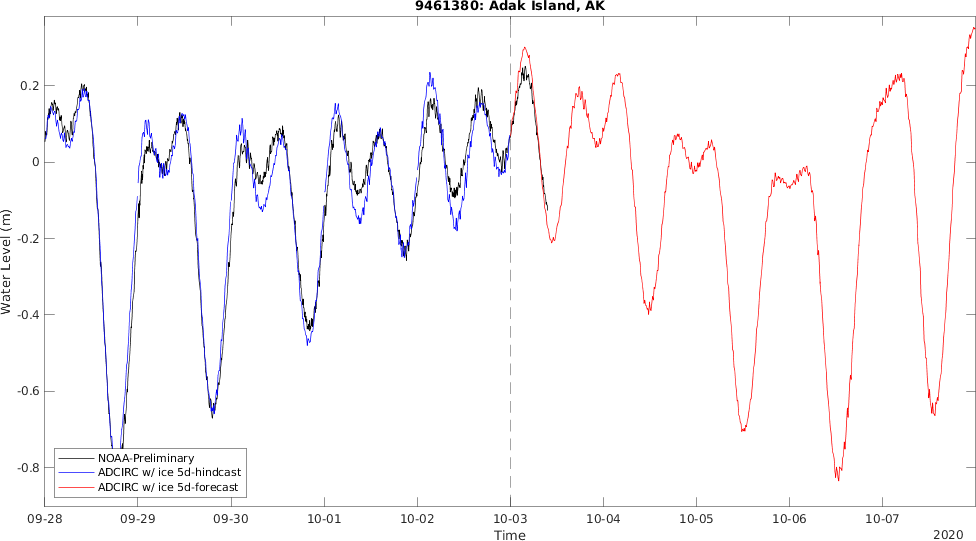 9461380: Adak Island, AK
Water Level (m)
0.2
0
-0.2
-0.4
-0.6
-0.8
NOAA-Preliminary
ADCIRC w/ ice 5d-hindcast
ADCIRC w/ ice 5d-forecast
09-28 09-29 09-30 10-01 10-02 10-03 10-04 10-05 10-06 10-07
Time
2020